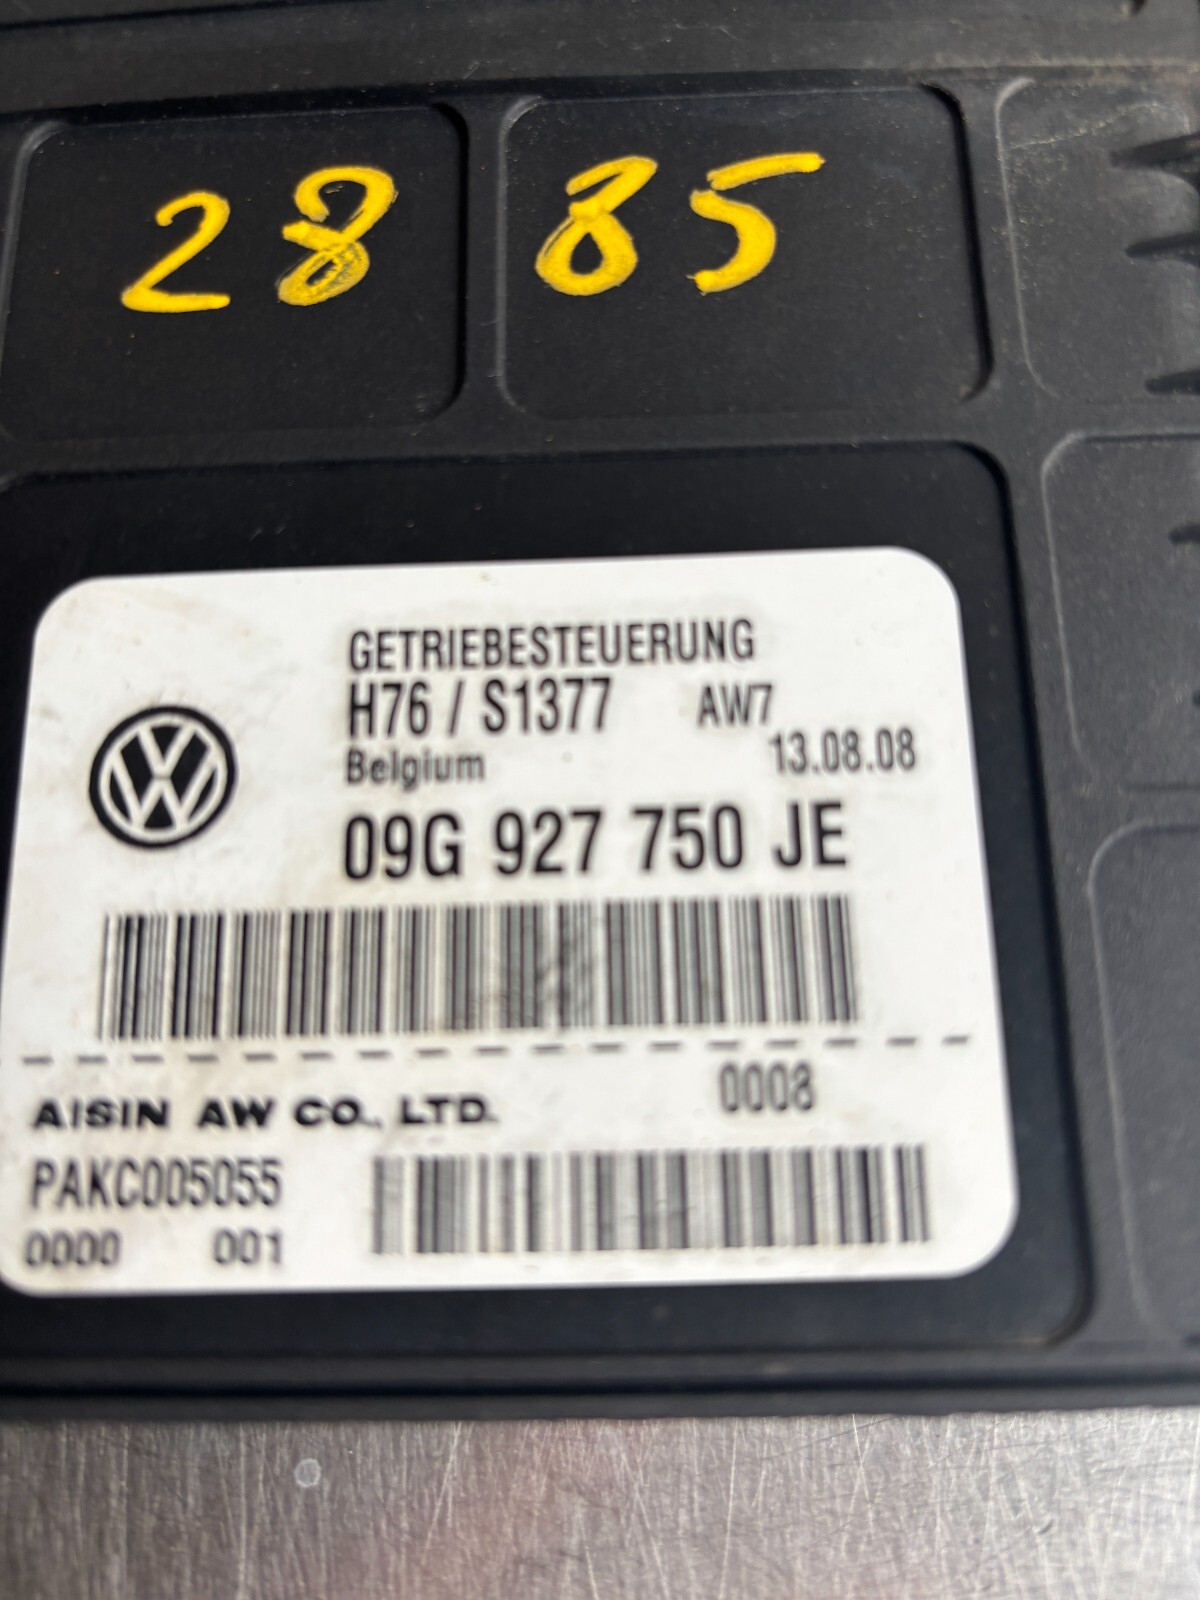 28 85
GETRIEBESTEUERUNG
H76 / S1377 AW7
Belgium 13.08.08
09G 927 750 JE
0008
AISIN AW CO., LTD.
PAKC005055
0000 001